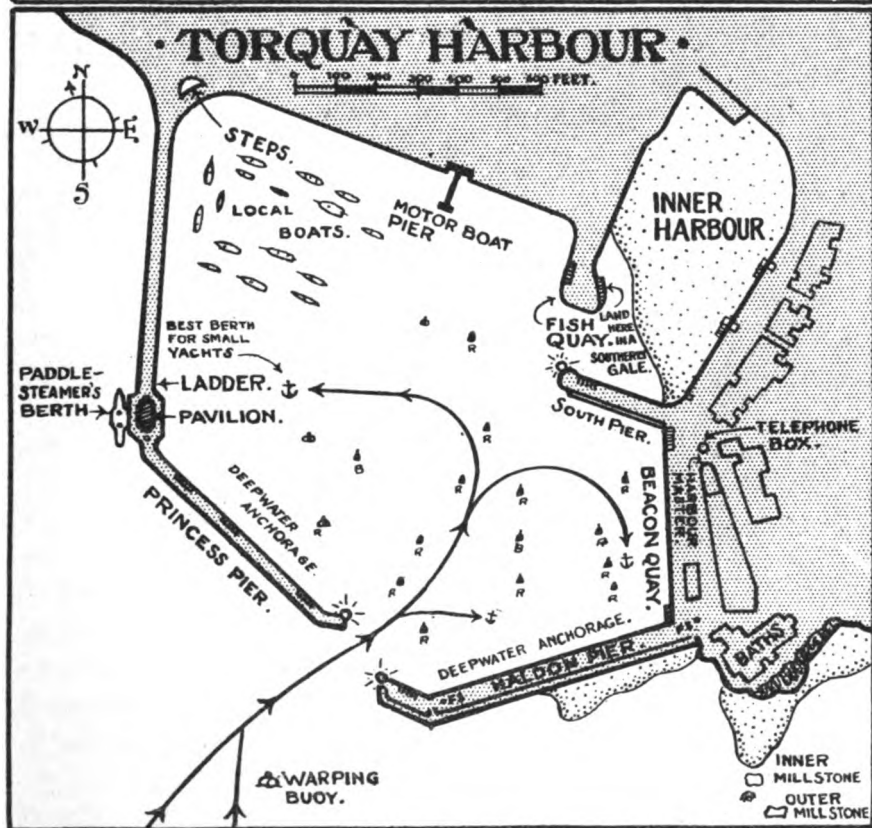 · TORQUAY HARBOUR ·
FEET.
N
W E
S
STEPS.
LOCAL
BOATS.
MOTOR BOAT
PIER
INNER
HARBOUR
BEST BERTH
FOR SMALL
YACHTS
FISH
QUAY.
LAND
HERE
IN A
SOUTHERLY
GALE.
PADDLE-
STEAMER'S
BERTH
LADDER.
PAVILION.
SOUTH PIER.
TELEPHONE
BOX.
HARBOUR
MASTER
BEACON QUAY.
DEEPWATER
ANCHORAGE.
PRINCESS PIER.
DEEPWATER ANCHORAGE.
HALDON PIER.
BATHS
WARPING
BUOY.
INNER
MILLSTONE
OUTER
MILLSTONE
R
R
B
R
R
R
R
R
B
R
R
R
R
R
R